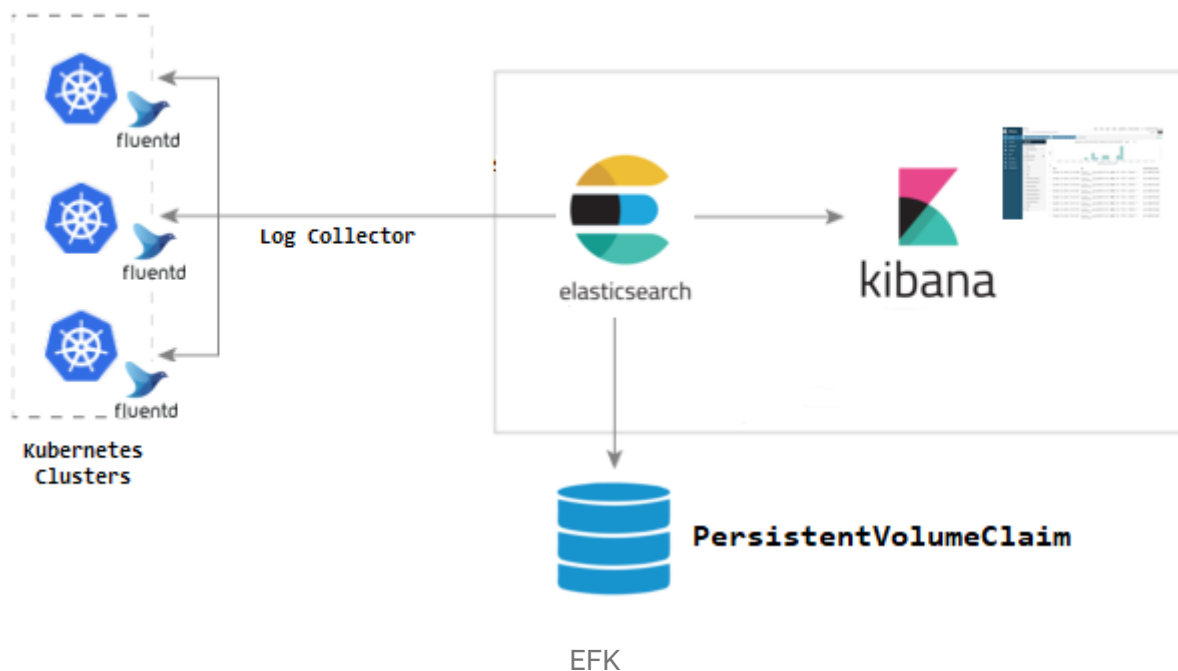 fluentd
fluentd
fluentd
Kubernetes
Clusters
Log Collector
elasticsearch
kibana
PersistentVolumeClaim
EFK